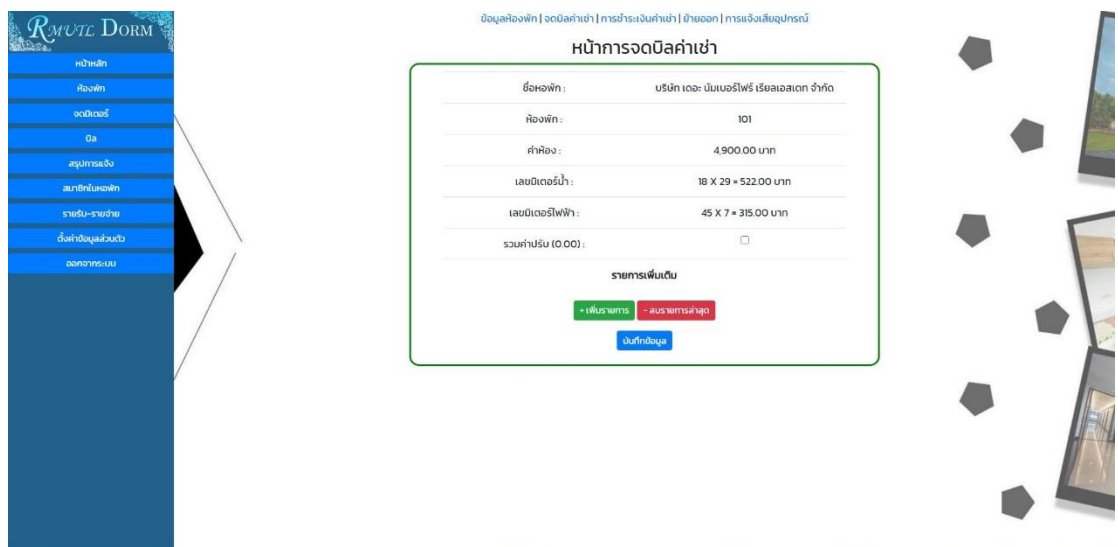 RMUTL DORM
หน้าหลัก
ห้องพัก
จดมิเตอร์
บิล
สรุปการแจ้ง
สมาชิกในหอพัก
รายรับ-รายจ่าย
ตั้งค่าข้อมูลส่วนตัว
ออกจากระบบ
ข้อมูลห้องพัก | จดบิลค่าเช่า | การชำระเงินค่าเช่า | ย้ายออก | การแจ้งเสียอุปกรณ์
หน้าการจดบิลค่าเช่า
ชื่อหอพัก : บริษัท เดอะ นัมเบอร์โฟร์ เรียลเอสเตท จำกัด
ห้องพัก : 101
ค่าห้อง : 4,900.00 บาท
เลขมิเตอร์น้ำ : 18 X 29 = 522.00 บาท
เลขมิเตอร์ไฟฟ้า : 45 X 7 = 315.00 บาท
รวมค่าปรับ (0.00) :
รายการเพิ่มเติม
+ เพิ่มรายการ - ลบรายการล่าสุด
บันทึกข้อมูล